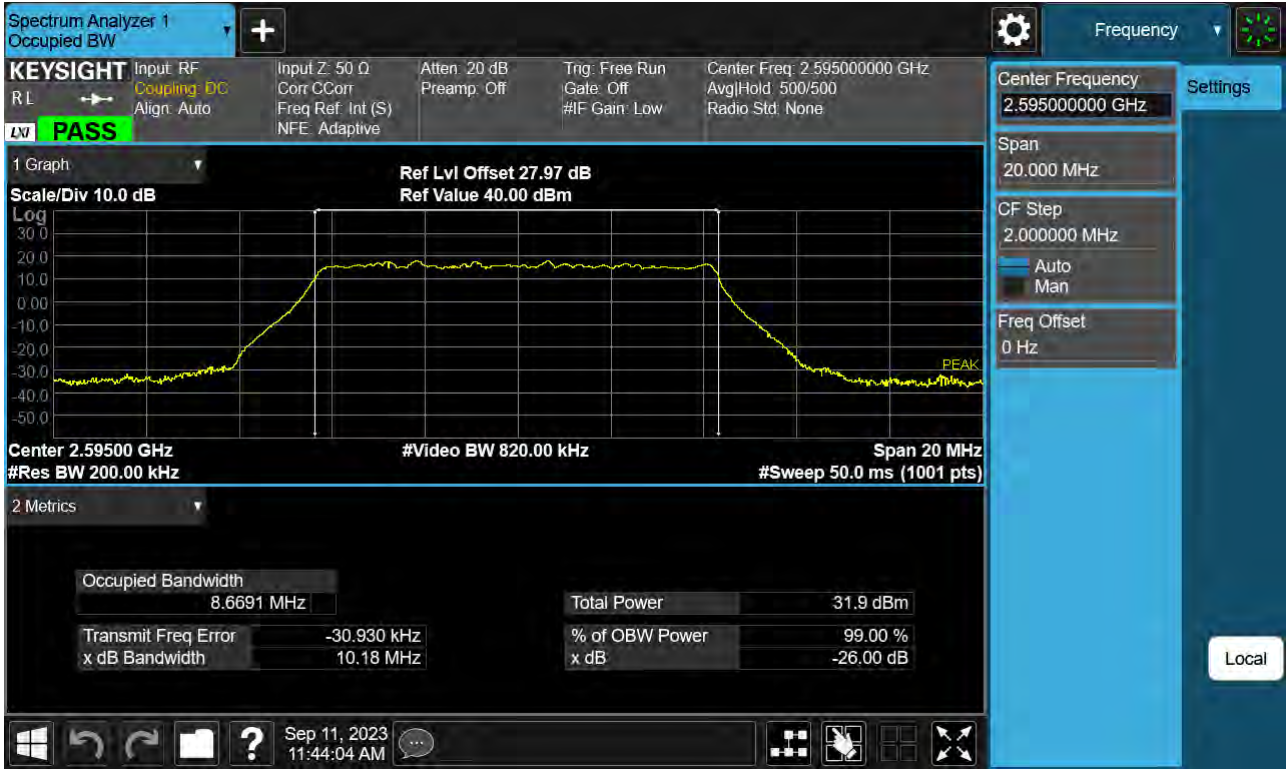 Spectrum Analyzer 1
Occupied BW
Frequency
KEYSIGHT
R L
LXI
PASS
Input: RF
Coupling: DC
Align: Auto
Input Z: 50 Ω
Corr CCorr
Freq Ref: Int (S)
NFE: Adaptive
Atten: 20 dB
Preamp: Off
Trig: Free Run
Gate: Off
#IF Gain: Low
Center Freq: 2.595000000 GHz
Avg|Hold: 500/500
Radio Std: None
1 Graph
Scale/Div 10.0 dB
Ref Lvl Offset 27.97 dB
Ref Value 40.00 dBm
Log
30.0
20.0
10.0
0.00
-10.0
-20.0
-30.0
-40.0
-50.0
PEAK
Center 2.59500 GHz
#Video BW 820.00 kHz
Span 20 MHz
#Res BW 200.00 kHz
#Sweep 50.0 ms (1001 pts)
2 Metrics
Occupied Bandwidth
8.6691 MHz
Total Power 31.9 dBm
Transmit Freq Error -30.930 kHz
% of OBW Power 99.00 %
x dB Bandwidth 10.18 MHz
x dB -26.00 dB
Center Frequency
2.595000000 GHz
Settings
Span
20.000 MHz
CF Step
2.000000 MHz
Auto
Man
Freq Offset
0 Hz
Local
?
Sep 11, 2023
11:44:04 AM